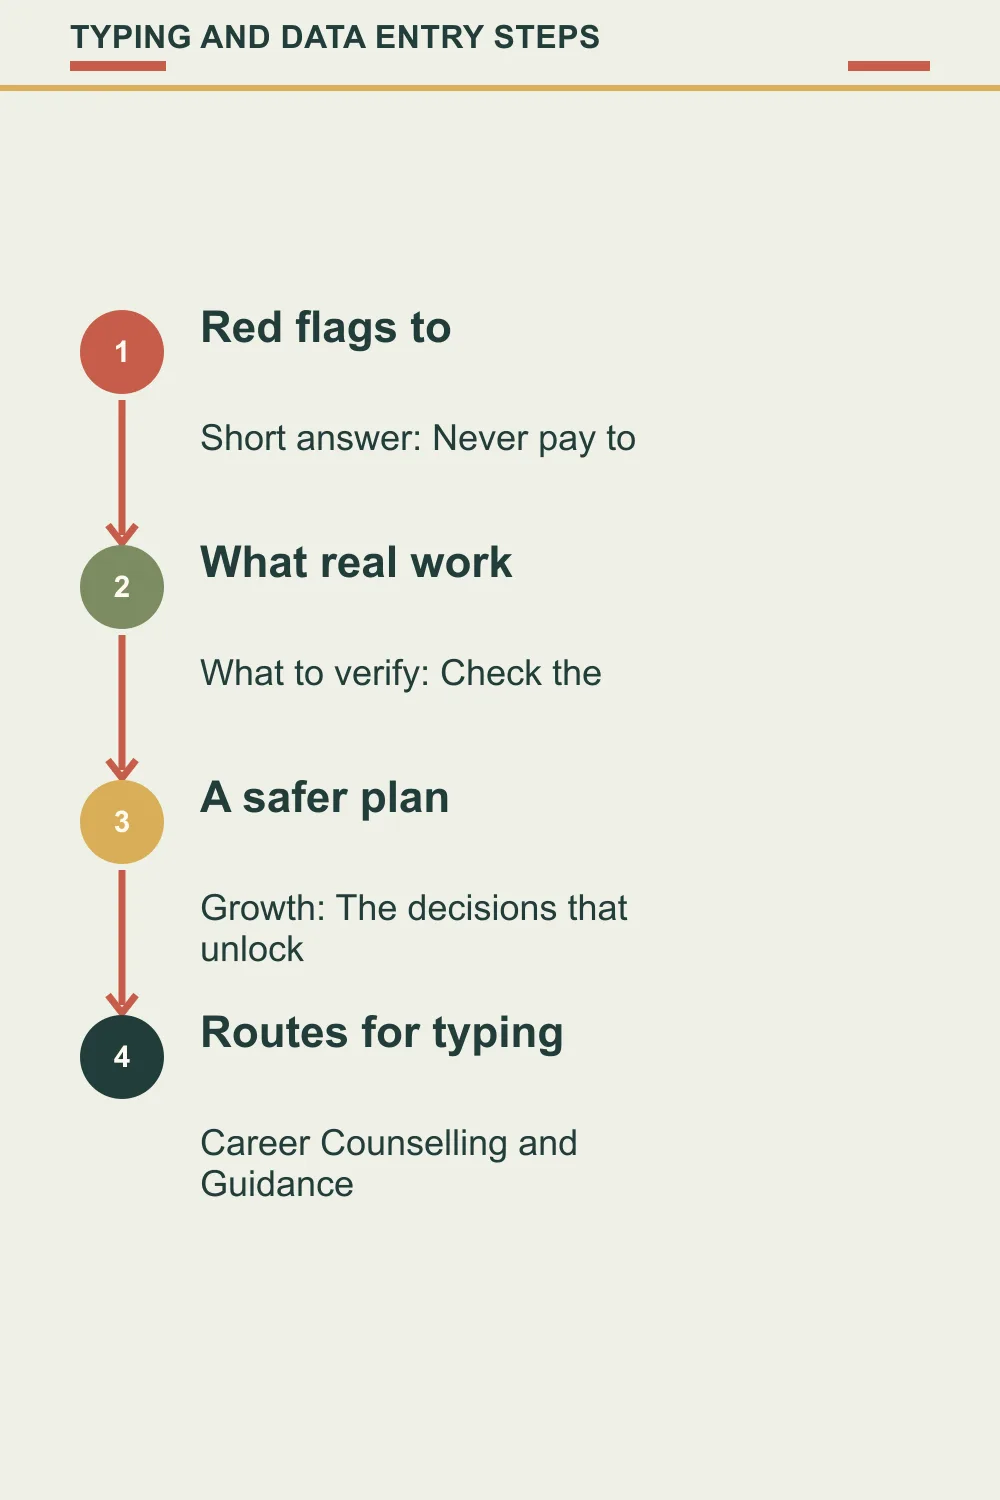 TYPING AND DATA ENTRY STEPS
1
Red flags to
Short answer: Never pay to
2
What real work
What to verify: Check the
3
A safer plan
Growth: The decisions that
unlock
4
Routes for typing
Career Counselling and
Guidance